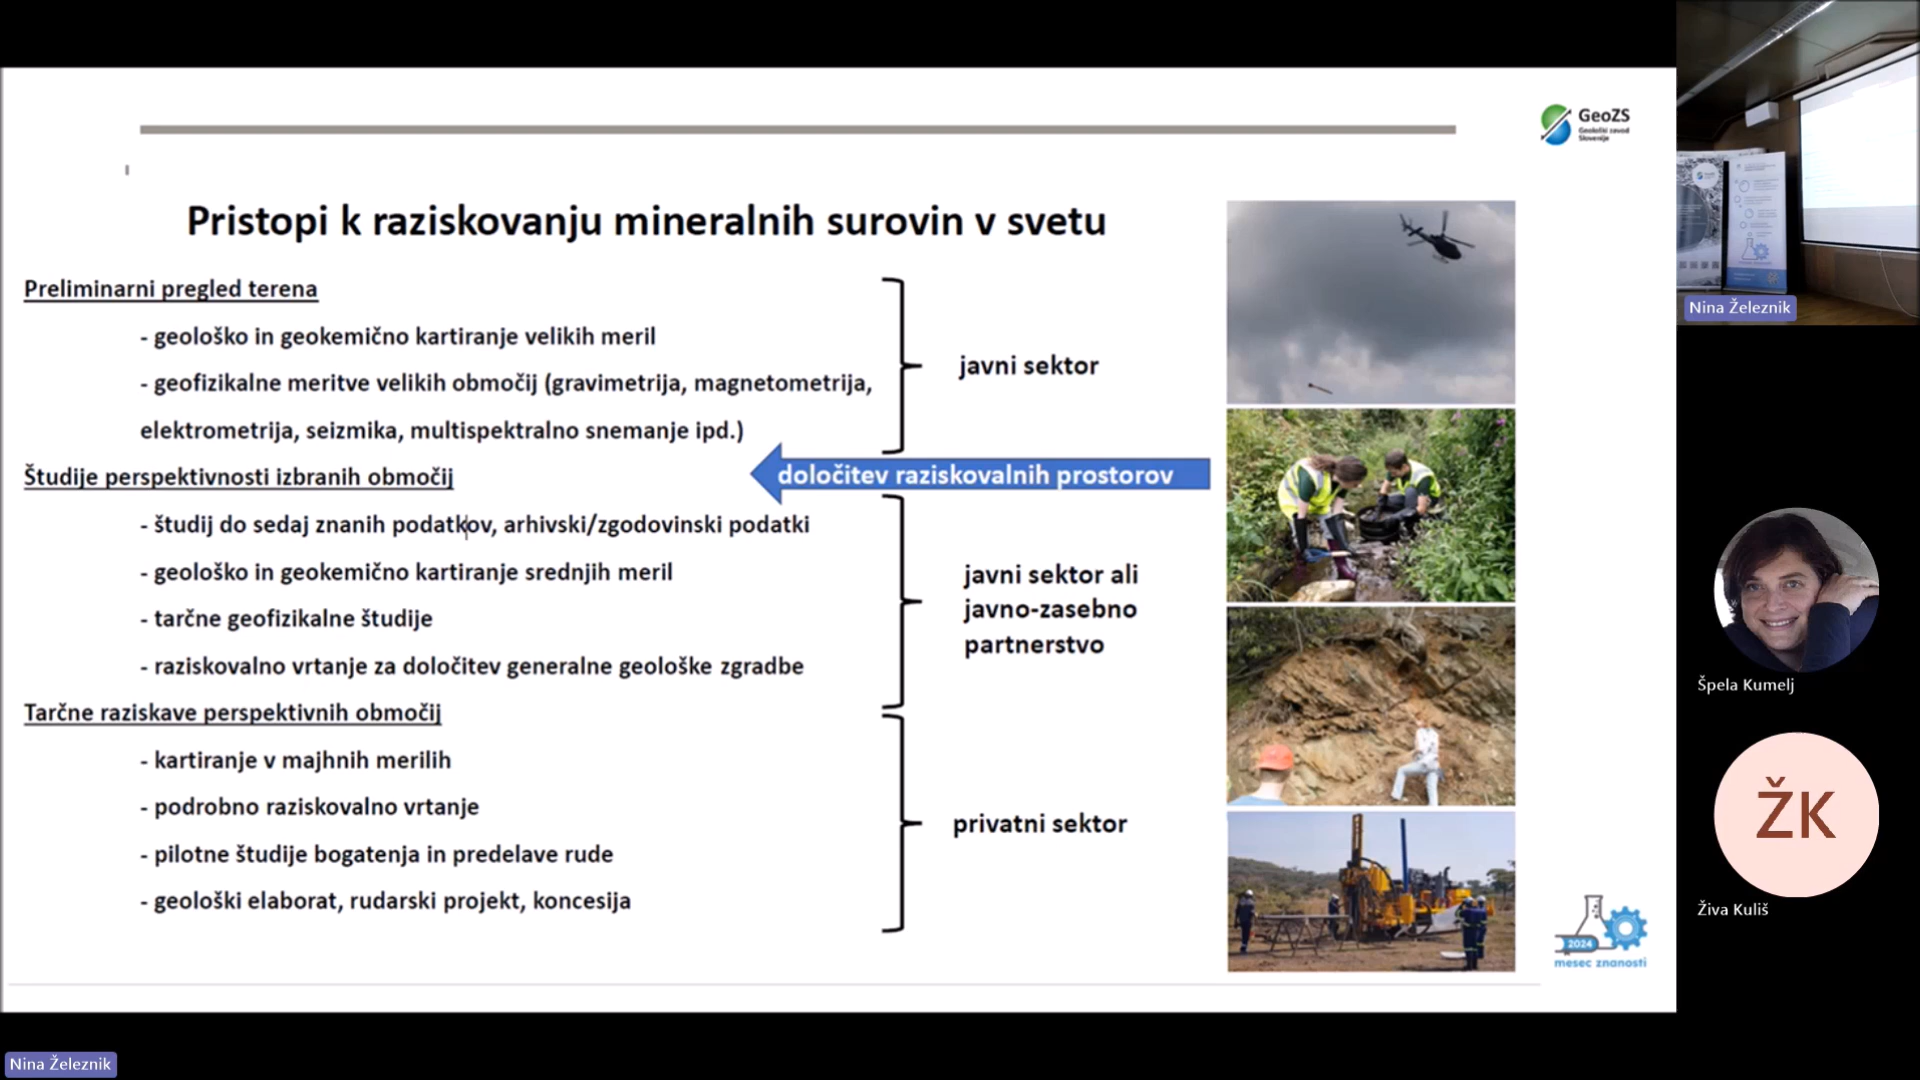 GeoZS
Geološki zavod
Slovenije
Pristopi k raziskovanju mineralnih surovin v svetu
Preliminarni pregled terena
- geološko in geokemično kartiranje velikih meril
- geofizikalne meritve velikih območij (gravimetrija, magnetometrija,
elektrometrija, seizmika, multispektralno snemanje ipd.)
javni sektor
določitev raziskovalnih prostorov
Študije perspektivnosti izbranih območij
- študij do sedaj znanih podatkov, arhivski/zgodovinski podatki
- geološko in geokemično kartiranje srednjih meril
- tarčne geofizikalne študije
- raziskovalno vrtanje za določitev generalne geološke zgradbe
javni sektor ali
javno-zasebno
partnerstvo
Tarčne raziskave perspektivnih območij
- kartiranje v majhnih merilih
- podrobno raziskovalno vrtanje
- pilotne študije bogatenja in predelave rude
- geološki elaborat, rudarski projekt, koncesija
privatni sektor
2024
mesec znanosti
Nina Železnik
Špela Kumelj
ŽK
Živa Kuliš
Nina Železnik